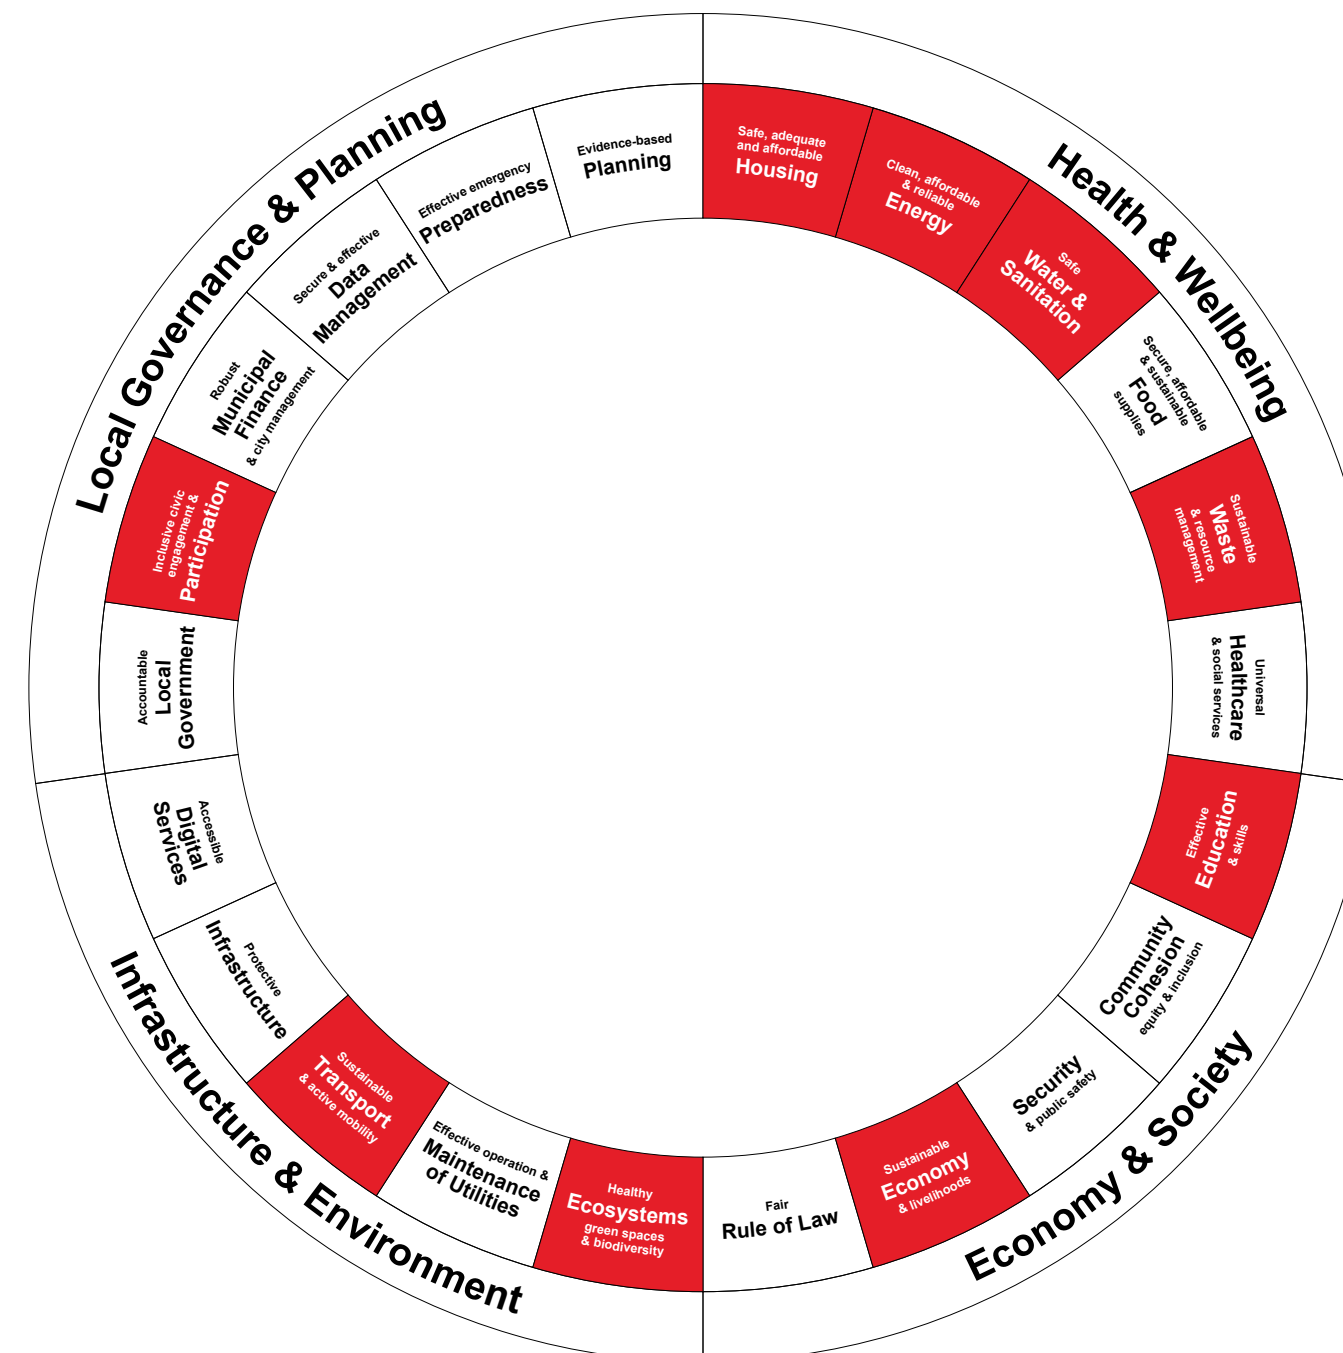 Health & Wellbeing
Safe, adequate
and affordable
Housing
Clean, affordable
& reliable
Energy
Safe
Water &
Sanitation
Secure, affordable
& sustainable
Food
supplies
Sustainable
Waste
& resource
management
Universal
Healthcare
& social services
Economy & Society
Effective
Education
& skills
Community
Cohesion
equity & inclusion
Security
& public safety
Sustainable
Economy
& livelihoods
Fair
Rule of Law
Infrastructure & Environment
Healthy
Ecosystems
green spaces
& biodiversity
Effective operation &
Maintenance
of Utilities
Sustainable
Transport
& active mobility
Protective
Infrastructure
Accessible
Digital
Services
Local Governance & Planning
Accountable
Local
Government
Inclusive civic
engagement &
Participation
Robust
Municipal
Finance
& city management
Secure & effective
Data
Management
Effective emergency
Preparedness
Evidence-based
Planning